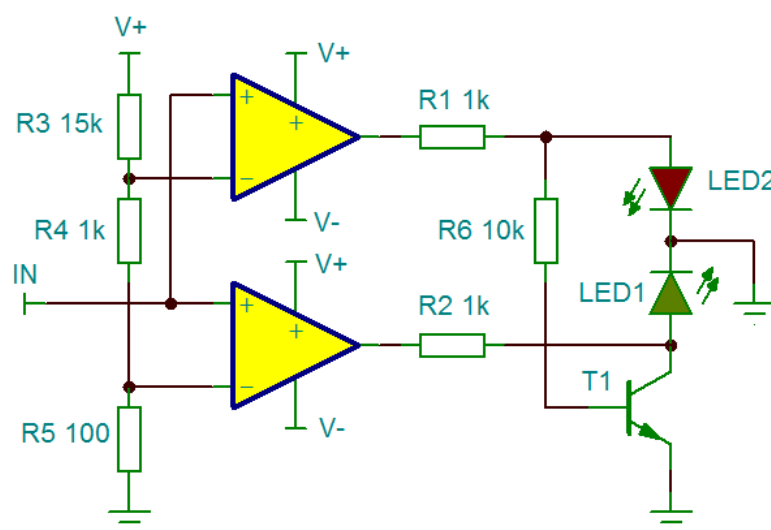 V+
V+
R3 15k
+
+
−
R1 1k
LED2
R4 1k
V-
R6 10k
V+
IN
LED1
+
+
−
R2 1k
T1
R5 100
V-